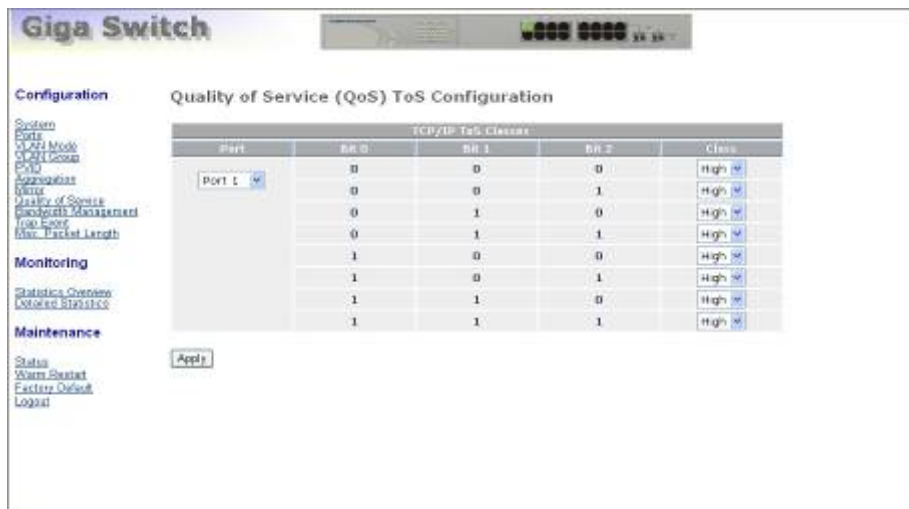 Giga Switch
Configuration
System
Ports
VLAN Mode
VLAN Group
PVID
Aggregation
Mirror
Quality of Service
Bandwidth Management
Trap Event
Max. Packet Length
Monitoring
Statistics Overview
Detailed Statistics
Maintenance
Status
Warm Restart
Factory Default
Logout
Quality of Service (QoS) ToS Configuration
TCP/IP ToS Classes
Port Bit 0 Bit 1 Bit 2 Class
Port 1 0 0 0 High
0 0 1 High
0 1 0 High
0 1 1 High
1 0 0 High
1 0 1 High
1 1 0 High
1 1 1 High
Apply